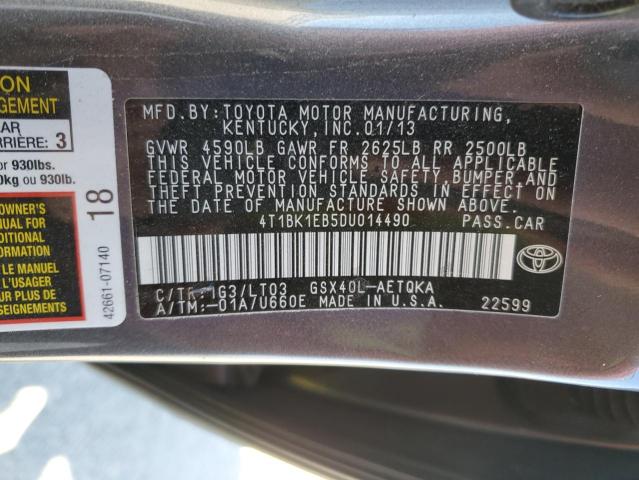 ON
GEMENT
AR
RRIÈRE: 3
r 930lbs.
0kg ou 930lb.
OWNER'S
MANUAL FOR
DDITIONAL
ORMATION
LE MANUEL
L'USAGER
UR PLUS DE
SEIGNEMENTS
18
42661-07140
MFD.BY:TOYOTA MOTOR MANUFACTURING,
KENTUCKY,INC.01/13
GVWR 4590LB GAWR FR 2625LB RR 2500LB
THIS VEHICLE CONFORMS TO ALL APPLICABLE
FEDERAL MOTOR VEHICLE SAFETY,BUMPER,AND
THEFT PREVENTION STANDARDS IN EFFECT ON
THE DATE OF MANUFACTURE SHOWN ABOVE.
4T1BK1EB5DU014490 PASS.CAR
C/TR: 1G3/LT03 GSX40L-AETQKA
A/TM:-01A/U660E MADE IN U.S.A. 22599